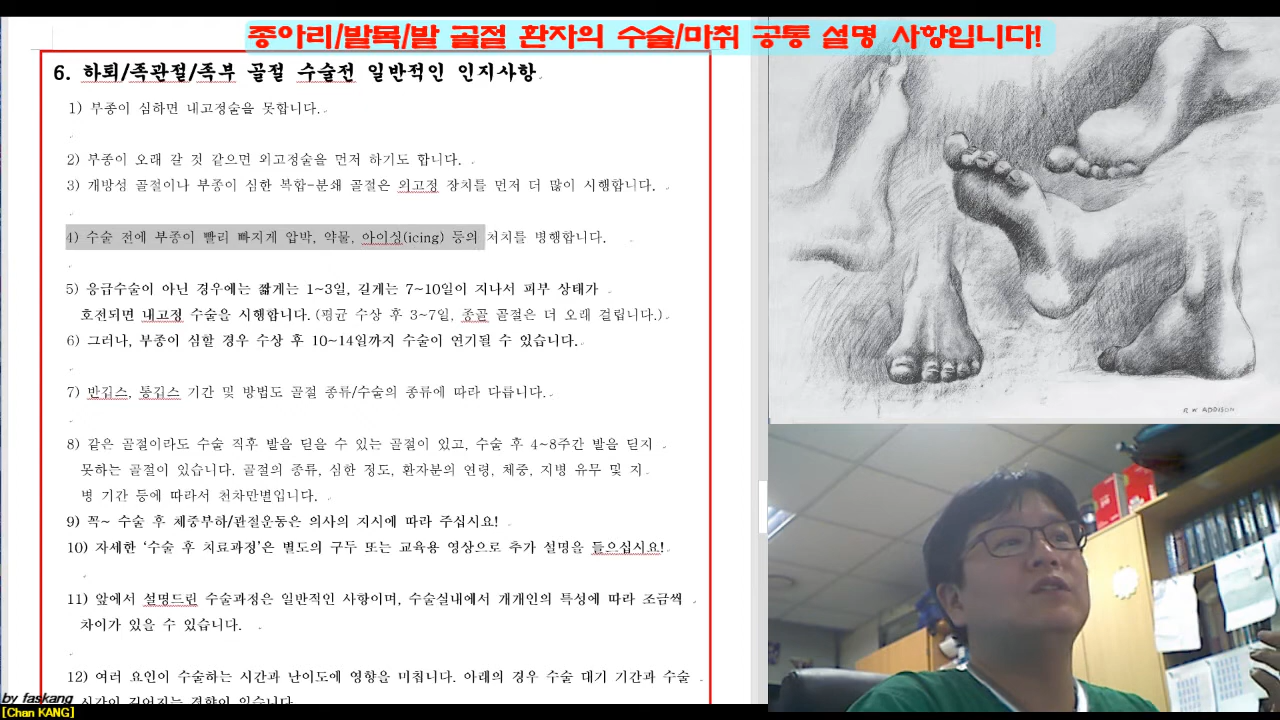 종아리/발목/발 골절 환자의 수술/마취 공통 설명 사항입니다!
6. 하퇴/족관절/족부 골절 수술전 일반적인 인지사항
1) 부종이 심하면 내고정술을 못합니다.
2) 부종이 오래 갈 것 같으면 외고정술을 먼저 하기도 합니다.
3) 개방성 골절이나 부종이 심한 복합-분쇄 골절은 외고정 장치를 먼저 더 많이 시행합니다.
4) 수술 전에 부종이 빨리 빠지게 압박, 약물, 아이싱(icing) 등의 처치를 병행합니다.
5) 응급수술이 아닌 경우에는 짧게는 1~3일, 길게는 7~10일이 지나서 피부 상태가
호전되면 내고정 수술을 시행합니다. (평균 수상 후 3~7일, 종골 골절은 더 오래 걸립니다.)
6) 그러나, 부종이 심할 경우 수상 후 10~14일까지 수술이 연기될 수 있습니다.
7) 반깁스, 통깁스 기간 및 방법도 골절 종류/수술의 종류에 따라 다릅니다.
8) 같은 골절이라도 수술 직후 발을 딛을 수 있는 골절이 있고, 수술 후 4~8주간 발을 딛지
못하는 골절이 있습니다. 골절의 종류, 심한 정도, 환자분의 연령, 체중, 지병 유무 및 지
병 기간 등에 따라서 천차만별입니다.
9) 꼭~ 수술 후 체중부하/관절운동은 의사의 지시에 따라 주십시요!
10) 자세한 '수술 후 치료과정'은 별도의 구두 또는 교육용 영상으로 추가 설명을 들으십시요!
11) 앞에서 설명드린 수술과정은 일반적인 사항이며, 수술실내에서 개개인의 특성에 따라 조금씩
차이가 있을 수 있습니다.
12) 여러 요인이 수술하는 시간과 난이도에 영향을 미칩니다. 아래의 경우 수술 대기 기간과 수술
시간이 길어지는 경향이 있습니다
R W ADDISON
by faskang
[Chan KANG]